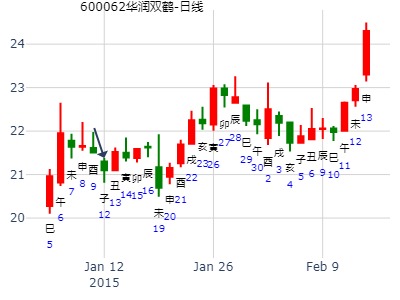 600062华润双鹤-日线
24
23
22
21
20
巳
5
午
6
未
7
申
8
酉
9
子
12
丑
13
寅
14
卯
15
辰
16
未
19
申
20
酉
21
戌
22
亥
23
寅
26
卯
27
辰
28
巳
29
午
30
酉
2
戌
3
亥
4
子
5
丑
6
辰
9
巳
10
午
11
未
12
申
13
Jan 12
2015
Jan 26
Feb 9